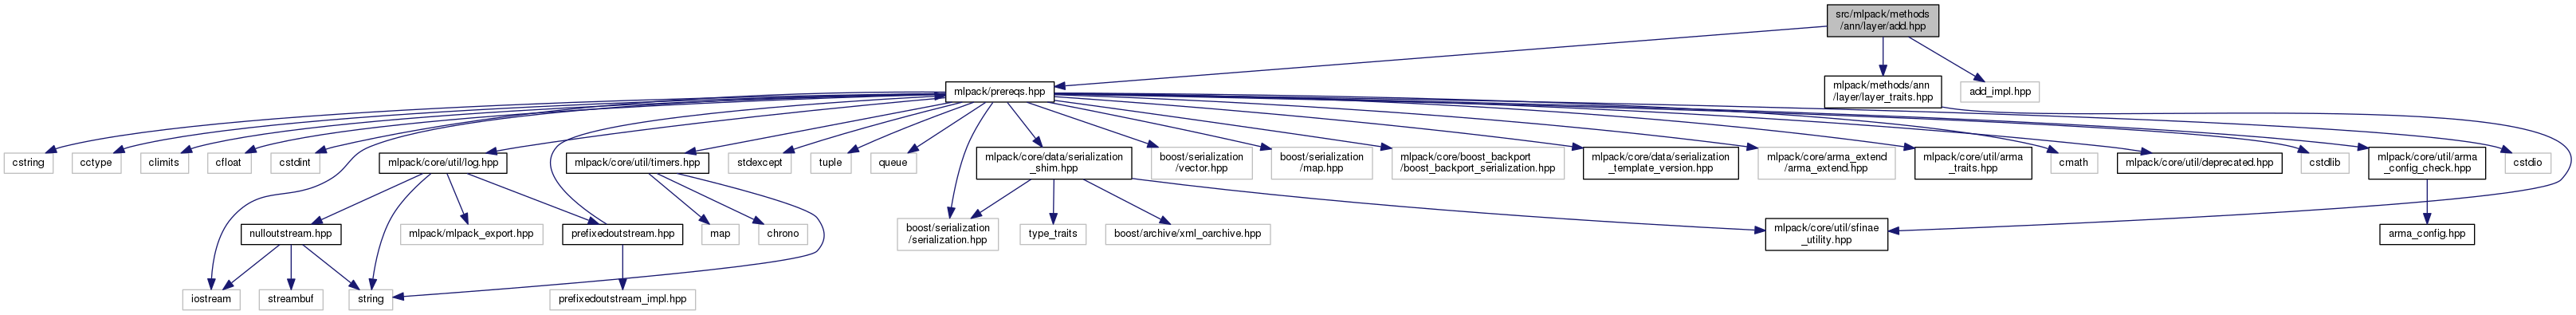 src/mlpack/methods
/ann/layer/add.hpp
mlpack/prereqs.hpp
mlpack/methods/ann
/layer/layer_traits.hpp
add_impl.hpp
cstring
cctype
climits
cfloat
cstdint
mlpack/core/util/log.hpp
mlpack/core/util/timers.hpp
stdexcept
tuple
queue
mlpack/core/data/serialization
_shim.hpp
boost/serialization
/vector.hpp
boost/serialization
/map.hpp
mlpack/core/boost_backport
/boost_backport_serialization.hpp
mlpack/core/data/serialization
_template_version.hpp
mlpack/core/arma_extend
/arma_extend.hpp
mlpack/core/util/arma
_traits.hpp
cmath
mlpack/core/util/deprecated.hpp
cstdlib
mlpack/core/util/arma
_config_check.hpp
cstdio
nulloutstream.hpp
mlpack/mlpack_export.hpp
prefixedoutstream.hpp
map
chrono
boost/serialization
/serialization.hpp
type_traits
boost/archive/xml_oarchive.hpp
mlpack/core/util/sfinae
_utility.hpp
arma_config.hpp
iostream
streambuf
string
prefixedoutstream_impl.hpp